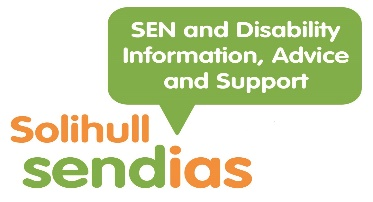 SEN and Disability
Information, Advice
and Support
Solihull
sendias